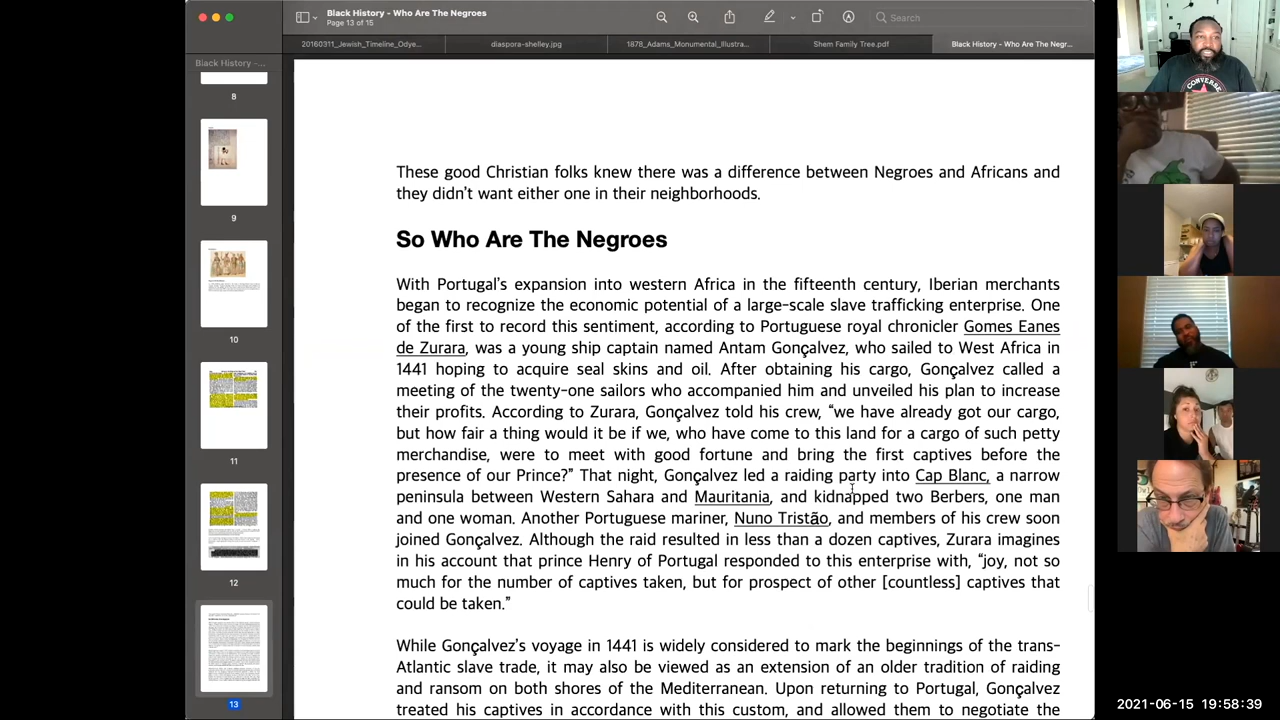 Black History - Who Are The Negroes
Page 13 of 15
Search
20160311_Jewish_Timeline_Odye...
diaspora-shelley.jpg
1878_Adams_Monumental_Illustra...
Shem Family Tree.pdf
Black History - Who Are The Negr...
Black History -...
8
9
10
11
12
13
These good Christian folks knew there was a difference between Negroes and Africans and
they didn’t want either one in their neighborhoods.
So Who Are The Negroes
With Portugal’s expansion into western Africa in the fifteenth century, Iberian merchants
began to recognize the economic potential of a large-scale slave trafficking enterprise. One
of the first to record this sentiment, according to Portuguese royal chronicler Gomes Eanes
de Zurara, was a young ship captain named Antam Gonçalvez, who sailed to West Africa in
1441 hoping to acquire seal skins and oil. After obtaining his cargo, Gonçalvez called a
meeting of the twenty-one sailors who accompanied him and unveiled his plan to increase
their profits. According to Zurara, Gonçalvez told his crew, “we have already got our cargo,
but how fair a thing would it be if we, who have come to this land for a cargo of such petty
merchandise, were to meet with good fortune and bring the first captives before the
presence of our Prince?” That night, Gonçalvez led a raiding party into Cap Blanc, a narrow
peninsula between Western Sahara and Mauritania, and kidnapped two Berbers, one man
and one woman. Another Portuguese mariner, Nuno Tristão, and members of his crew soon
joined Gonçalvez. Although the raid resulted in less than a dozen captives, Zurara imagines
in his account that prince Henry of Portugal responded to this enterprise with, “joy, not so
much for the number of captives taken, but for prospect of other [countless] captives that
could be taken.”
While Gonçalvez’s voyage in 1441 is widely considered to mark the beginnings of the trans-
Atlantic slave trade, it may also be viewed as an extension of an older tradition of raiding
and ransom on both shores of the Mediterranean. Upon returning to Portugal, Gonçalvez
treated his captives in accordance with this custom, and allowed them to negotiate the
CONVERSE
2021-06-15 19:58:39